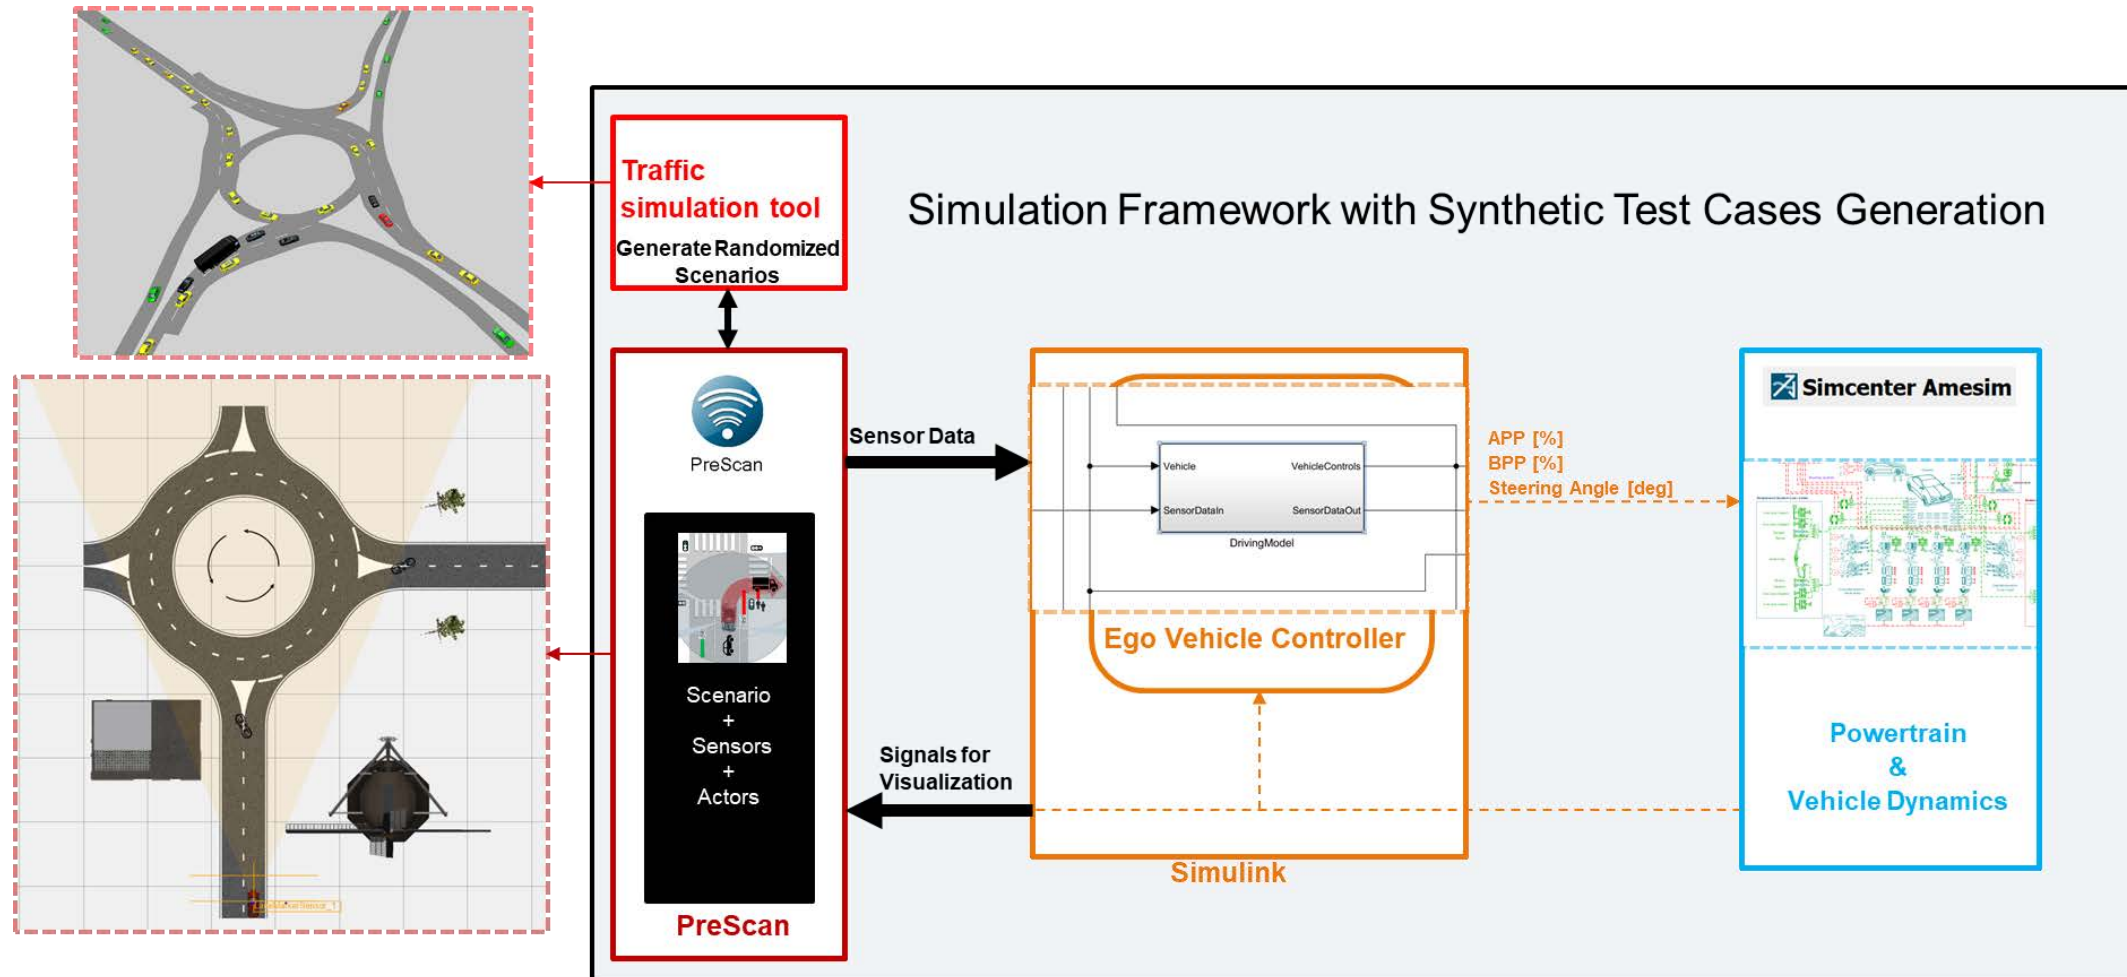 Traffic
simulation tool
Generate Randomized
Scenarios
Simulation Framework with Synthetic Test Cases Generation
PreScan
Scenario
+
Sensors
+
Actors
PreScan
Sensor Data
Signals for
Visualization
Vehicle
VehicleControls
SensorDataIn
SensorDataOut
DrivingModel
Ego Vehicle Controller
Simulink
APP [%]
BPP [%]
Steering Angle [deg]
Simcenter Amesim
Powertrain
&
Vehicle Dynamics